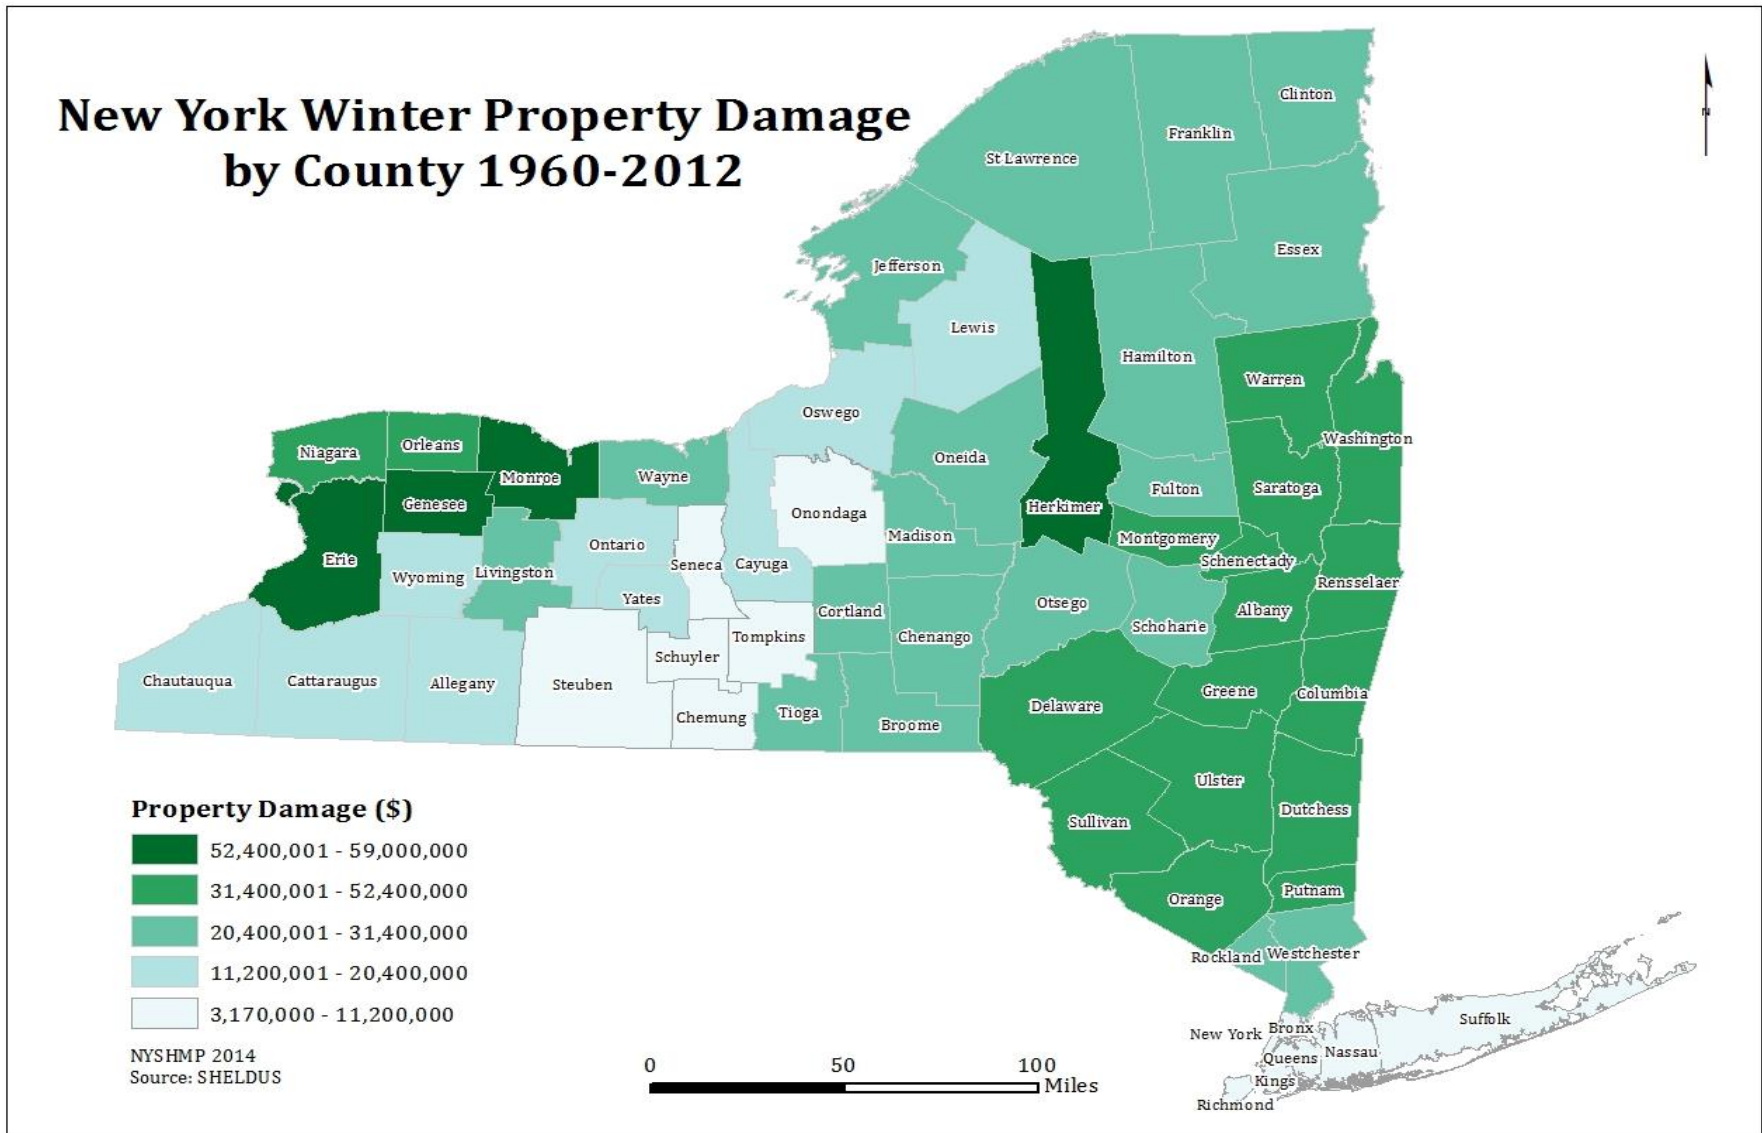 New York Winter Property Damage
by County 1960-2012
N
Clinton
Franklin
St Lawrence
Essex
Jefferson
Lewis
Hamilton
Warren
Oswego
Washington
Niagara
Orleans
Oneida
Monroe
Wayne
Fulton
Saratoga
Genesee
Herkimer
Onondaga
Madison
Montgomery
Ontario
Erie
Schenectady
Seneca
Cayuga
Wyoming
Livingston
Rensselaer
Yates
Otsego
Cortland
Albany
Schoharie
Tompkins
Chenango
Schuyler
Chautauqua
Cattaraugus
Allegany
Steuben
Greene
Columbia
Delaware
Tioga
Chemung
Broome
Ulster
Dutchess
Sullivan
Putnam
Orange
Rockland
Westchester
Suffolk
New York
Bronx
Nassau
Queens
Kings
Richmond
Property Damage ($)
52,400,001 - 59,000,000
31,400,001 - 52,400,000
20,400,001 - 31,400,000
11,200,001 - 20,400,000
3,170,000 - 11,200,000
NYSHMP 2014
Source: SHELDUS
0 50 100
Miles